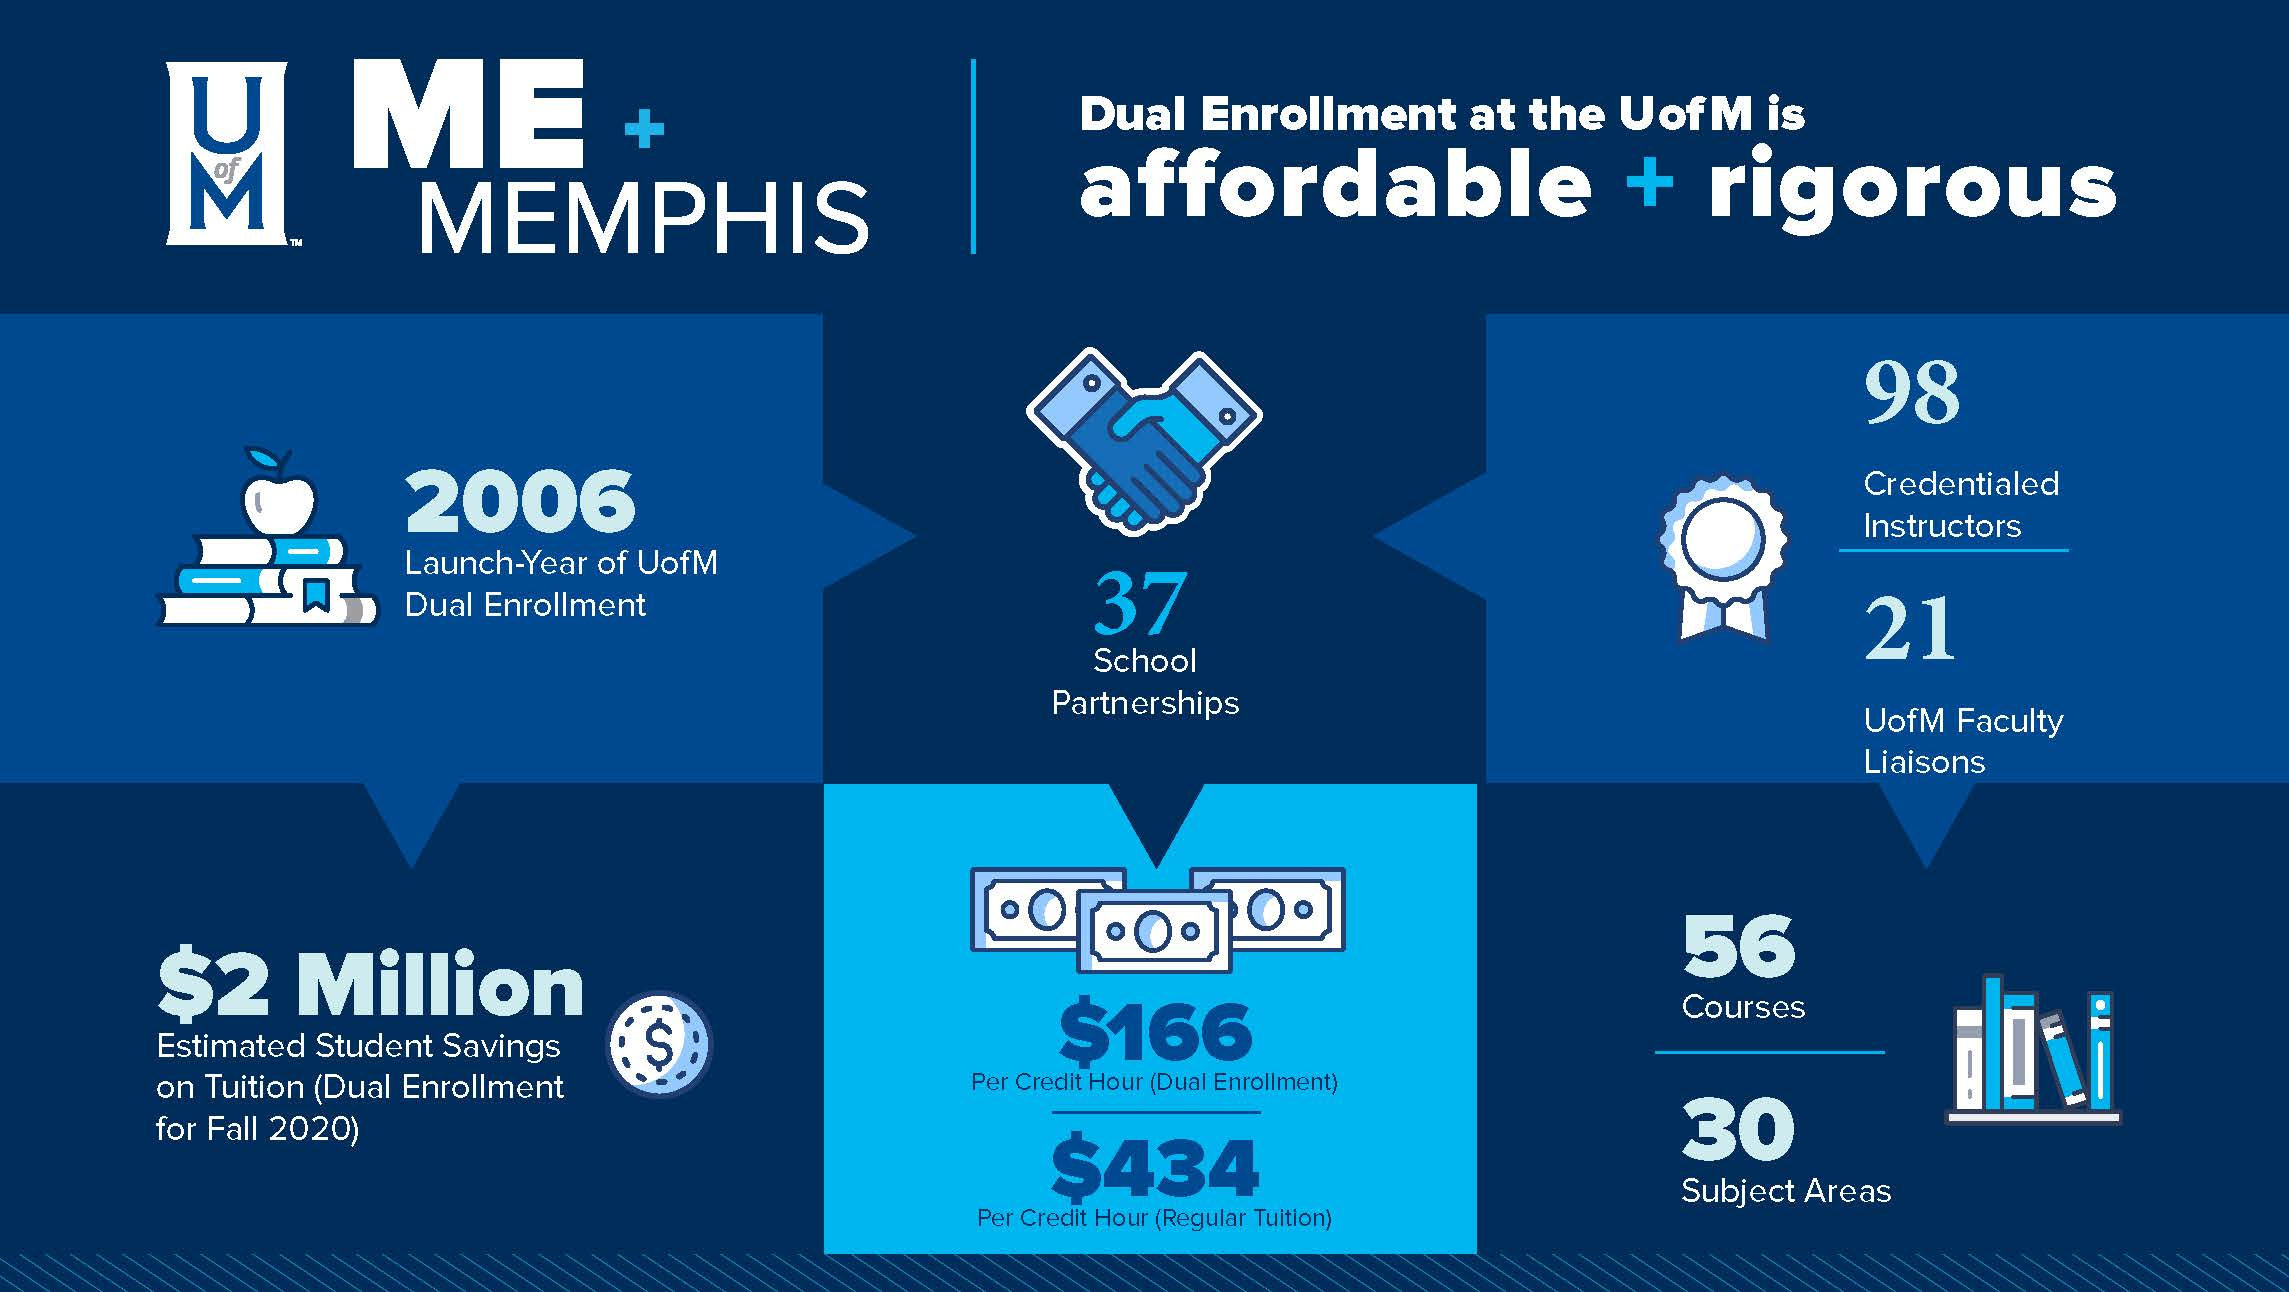 U
of
M
™
ME +
MEMPHIS
Dual Enrollment at the UofM is
affordable + rigorous
2006
Launch-Year of UofM
Dual Enrollment
37
School
Partnerships
98
Credentialed
Instructors
21
UofM Faculty
Liaisons
$2 Million
Estimated Student Savings
on Tuition (Dual Enrollment
for Fall 2020)
$
$166
Per Credit Hour (Dual Enrollment)
$434
Per Credit Hour (Regular Tuition)
56
Courses
30
Subject Areas